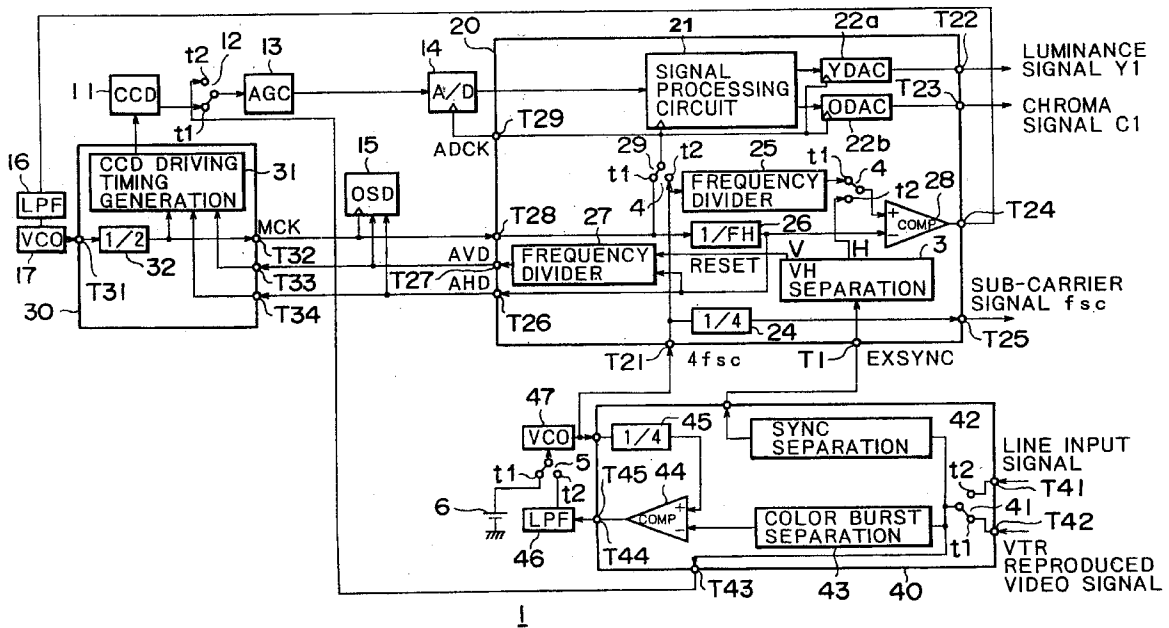 12
13
14
20
21
22a
T22
t2
11
CCD
AGC
A/D
SIGNAL
PROCESSING
CIRCUIT
YDAC
LUMINANCE
SIGNAL Y1
T23
ODAC
CHROMA
SIGNAL C1
t1
T29
22b
ADCK
16
CCD DRIVING
TIMING
GENERATION
31
15
29
t2
25
t1
t1
4
FREQUENCY
DIVIDER
4
t2
28
LPF
OSD
VCO
1/2
MCK
T28
27
1/FH
26
COMP
+
−
T24
17
32
T32
AVD
FREQUENCY
DIVIDER
RESET
V
H
3
T31
T33
T27
AHD
VH
SEPARATION
SUB-CARRIER
SIGNAL fsc
30
T34
T26
1/4
24
T25
T21
4fsc
T1
EXSYNC
47
45
42
VCO
1/4
SYNC
SEPARATION
LINE INPUT
SIGNAL
5
T45
44
t2
T41
t1
t2
41
6
LPF
COMP
+
−
COLOR BURST
SEPARATION
T42
t1
46
T44
VTR
REPRODUCED
VIDEO SIGNAL
T43
43
40
1